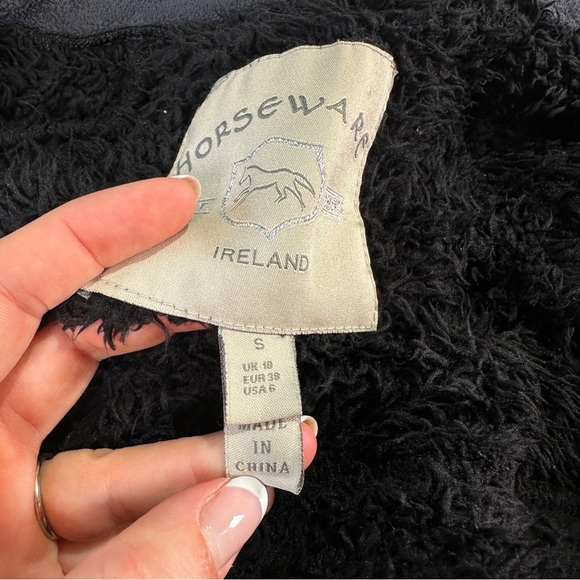 HORSEWARE
IRELAND
S
UK 10
EUR 38
USA 6
MADE
IN
CHINA